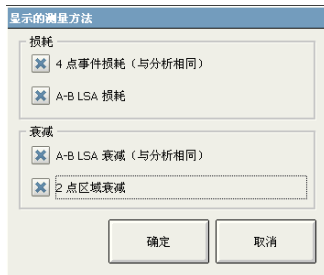 显示的测量方法
损耗
4 点事件损耗（与分析相同）
A-B LSA 损耗
衰减
A-B LSA 衰减（与分析相同）
2 点区域衰减
确定
取消